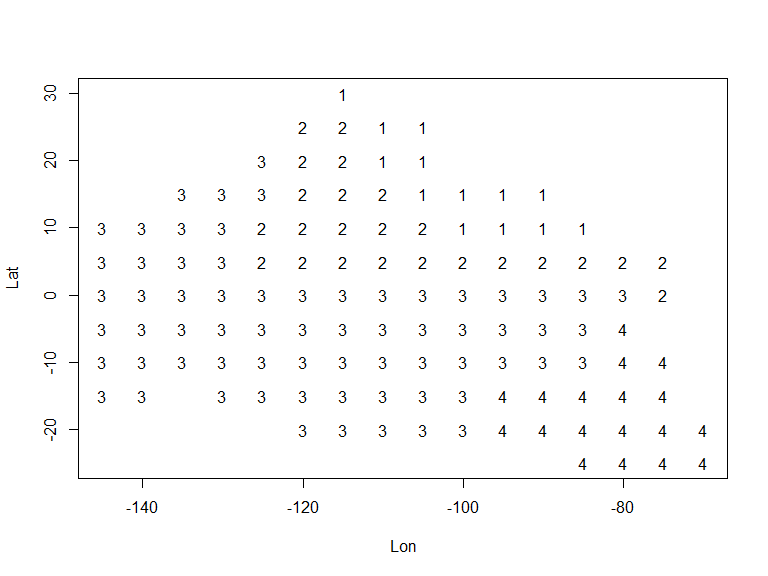 30 1
2 2 1 1
20 3 2 2 1 1
3 3 3 2 2 2 1 1 1 1
10 3 3 3 3 2 2 2 2 2 1 1 1 1
3 3 3 3 2 2 2 2 2 2 2 2 2 2 2
Lat
0 3 3 3 3 3 3 3 3 3 3 3 3 3 3 2
3 3 3 3 3 3 3 3 3 3 3 3 3 4
-10 3 3 3 3 3 3 3 3 3 3 3 3 3 4 4
3 3 3 3 3 3 3 3 3 4 4 4 4 4
-20 3 3 3 3 3 4 4 4 4 4 4
4 4 4 4
-140 -120 -100 -80
Lon